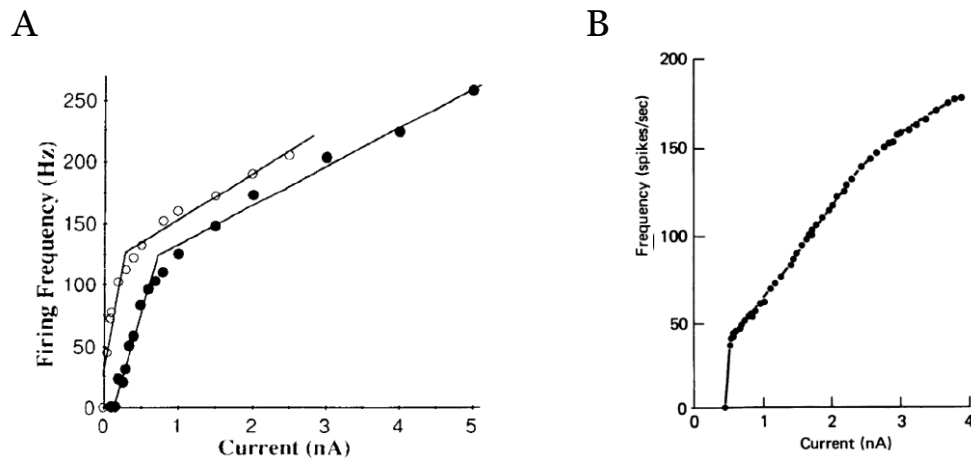 A
B
Firing Frequency (Hz)
250
200
150
100
50
0
0 1 2 3 4 5
Current (nA)
Frequency (spikes/sec)
200
150
100
50
0
1 2 3 4
Current (nA)